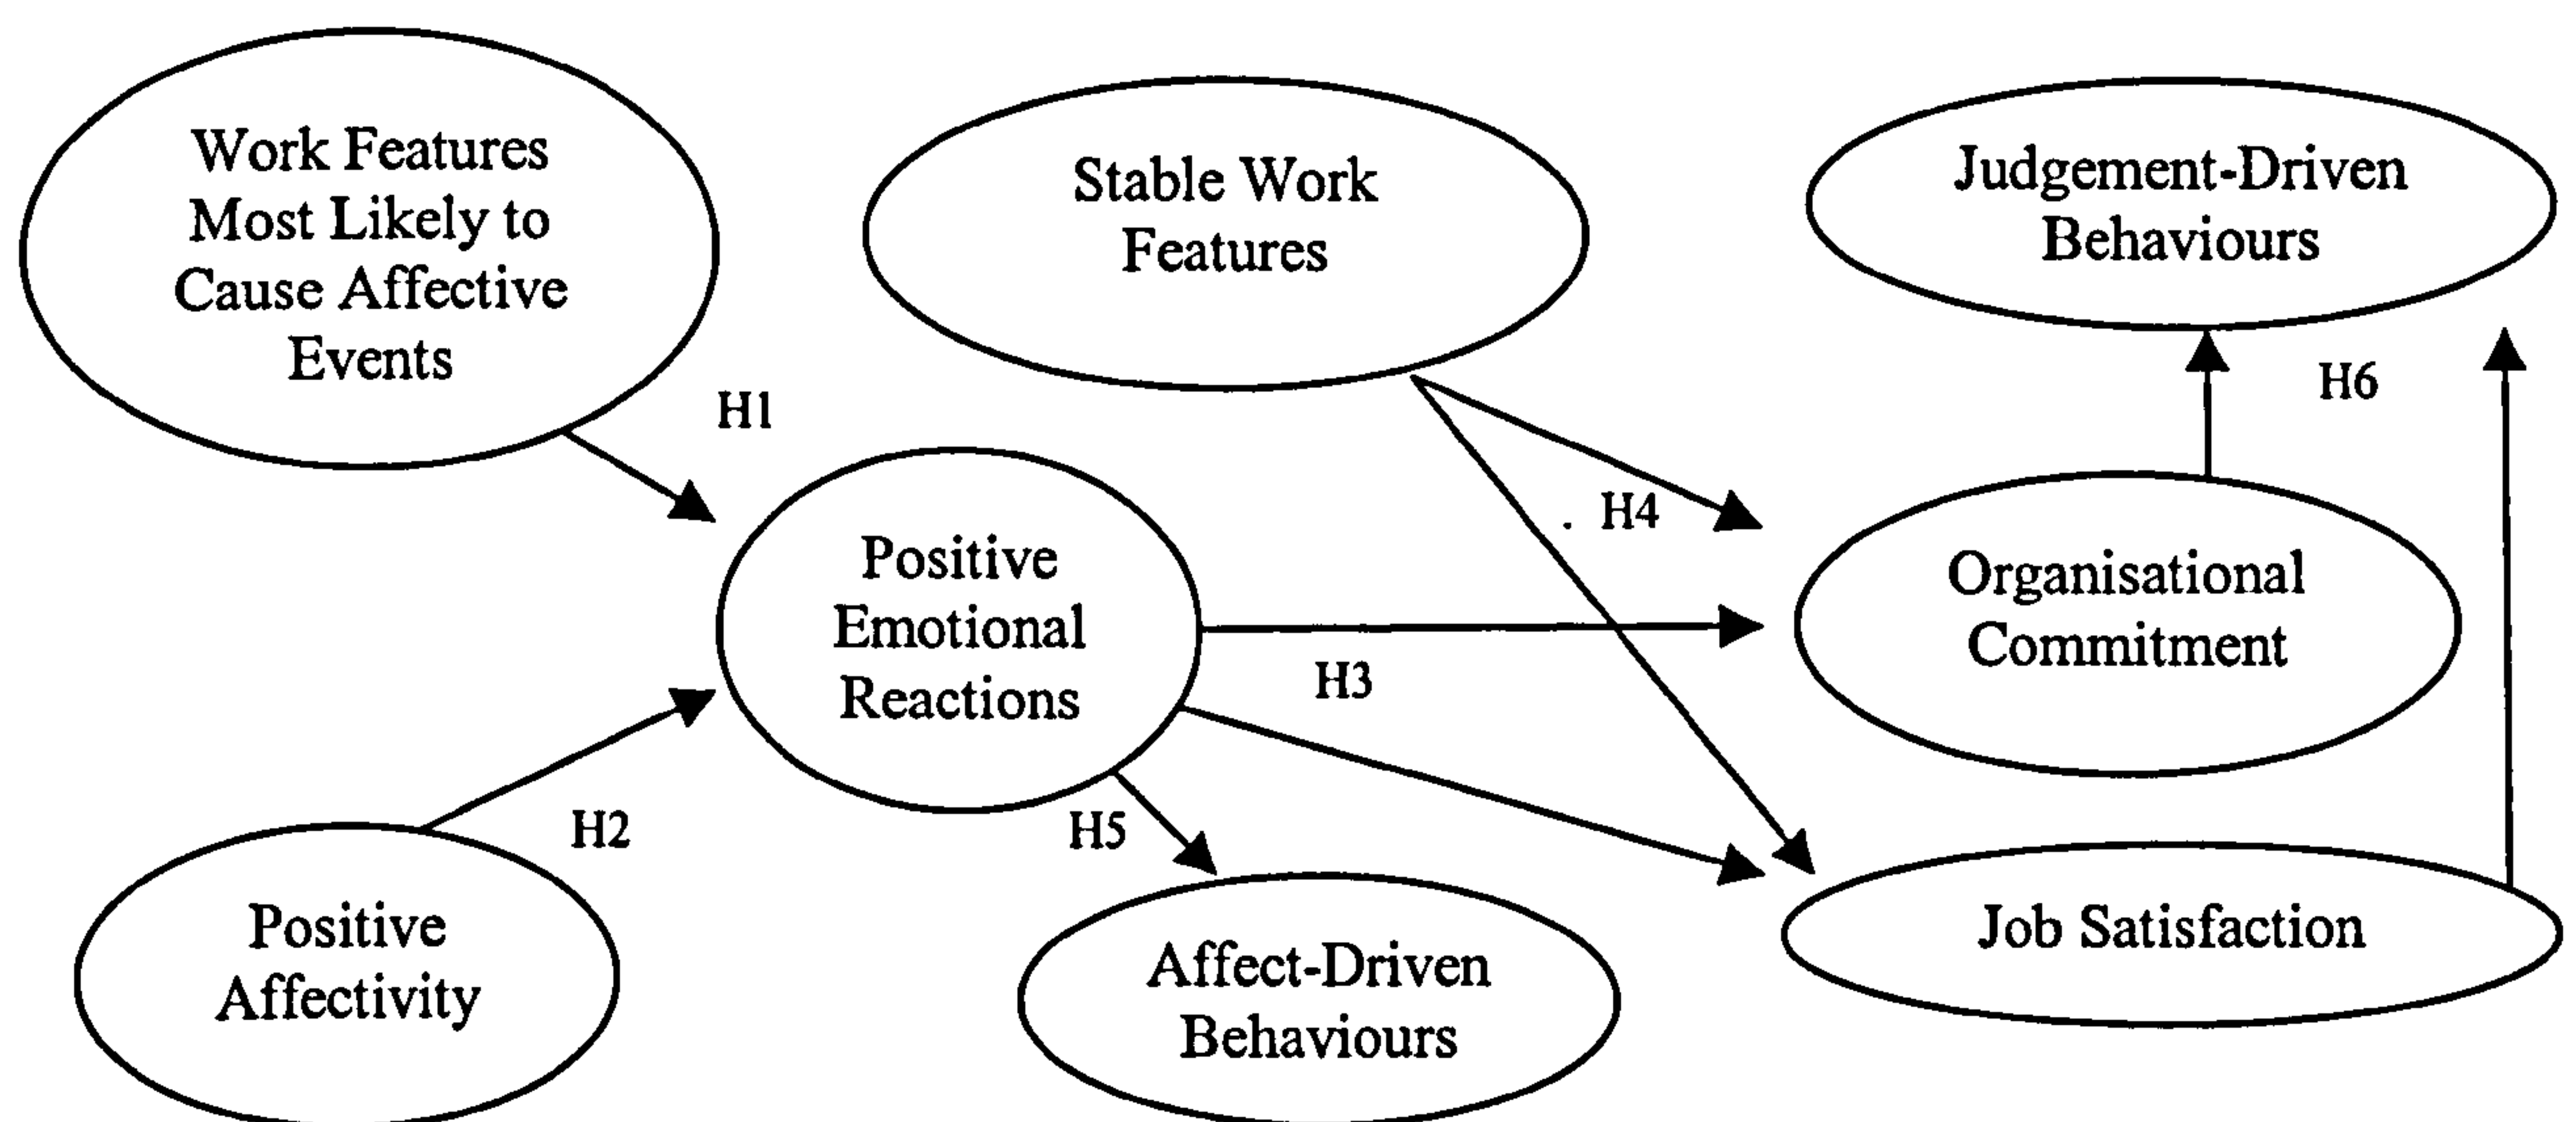 Work Features
Most Likely to
Cause Affective
Events
Stable Work
Features
Judgement-Driven
Behaviours
H1
H6
H4
Positive
Emotional
Reactions
Organisational
Commitment
H3
H2
H5
Positive
Affectivity
Affect-Driven
Behaviours
Job Satisfaction